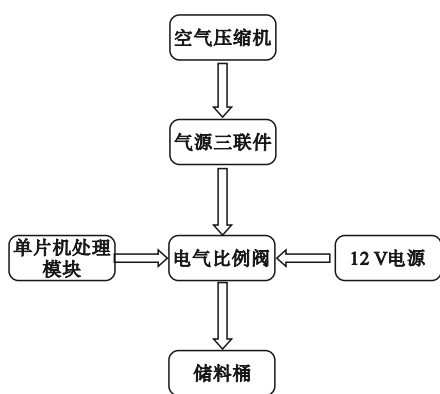 空气压缩机
气源三联件
单片机处理
模块
电气比例阀
12 V电源
储料桶